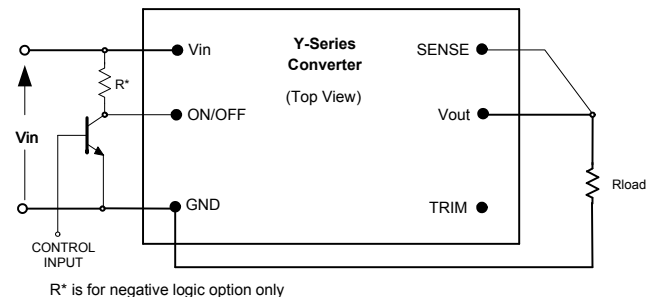 Y-Series
Converter
(Top View)
Vin
SENSE
R*
ON/OFF
Vout
Vin
Rload
GND
TRIM
CONTROL
INPUT
R* is for negative logic option only